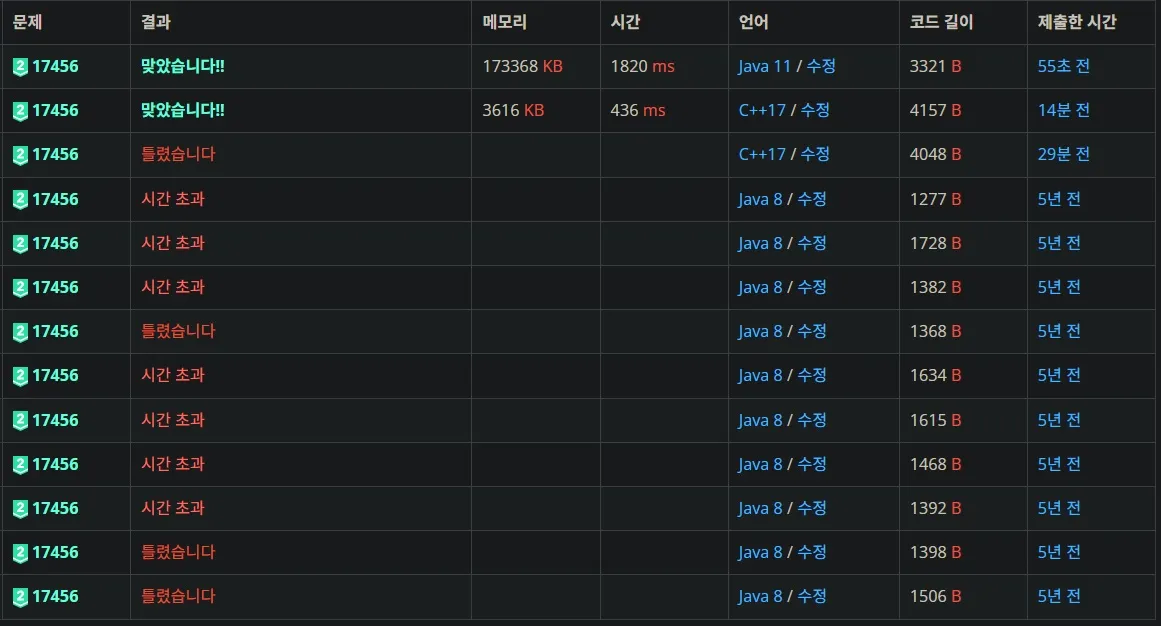 문제 결과 메모리 시간 언어 코드 길이 제출한 시간
2 17456 맞았습니다!! 173368 KB 1820 ms Java 11 / 수정 3321 B 55초 전
2 17456 맞았습니다!! 3616 KB 436 ms C++17 / 수정 4157 B 14분 전
2 17456 틀렸습니다 C++17 / 수정 4048 B 29분 전
2 17456 시간 초과 Java 8 / 수정 1277 B 5년 전
2 17456 시간 초과 Java 8 / 수정 1728 B 5년 전
2 17456 시간 초과 Java 8 / 수정 1382 B 5년 전
2 17456 틀렸습니다 Java 8 / 수정 1368 B 5년 전
2 17456 시간 초과 Java 8 / 수정 1634 B 5년 전
2 17456 시간 초과 Java 8 / 수정 1615 B 5년 전
2 17456 시간 초과 Java 8 / 수정 1468 B 5년 전
2 17456 시간 초과 Java 8 / 수정 1392 B 5년 전
2 17456 틀렸습니다 Java 8 / 수정 1398 B 5년 전
2 17456 틀렸습니다 Java 8 / 수정 1506 B 5년 전